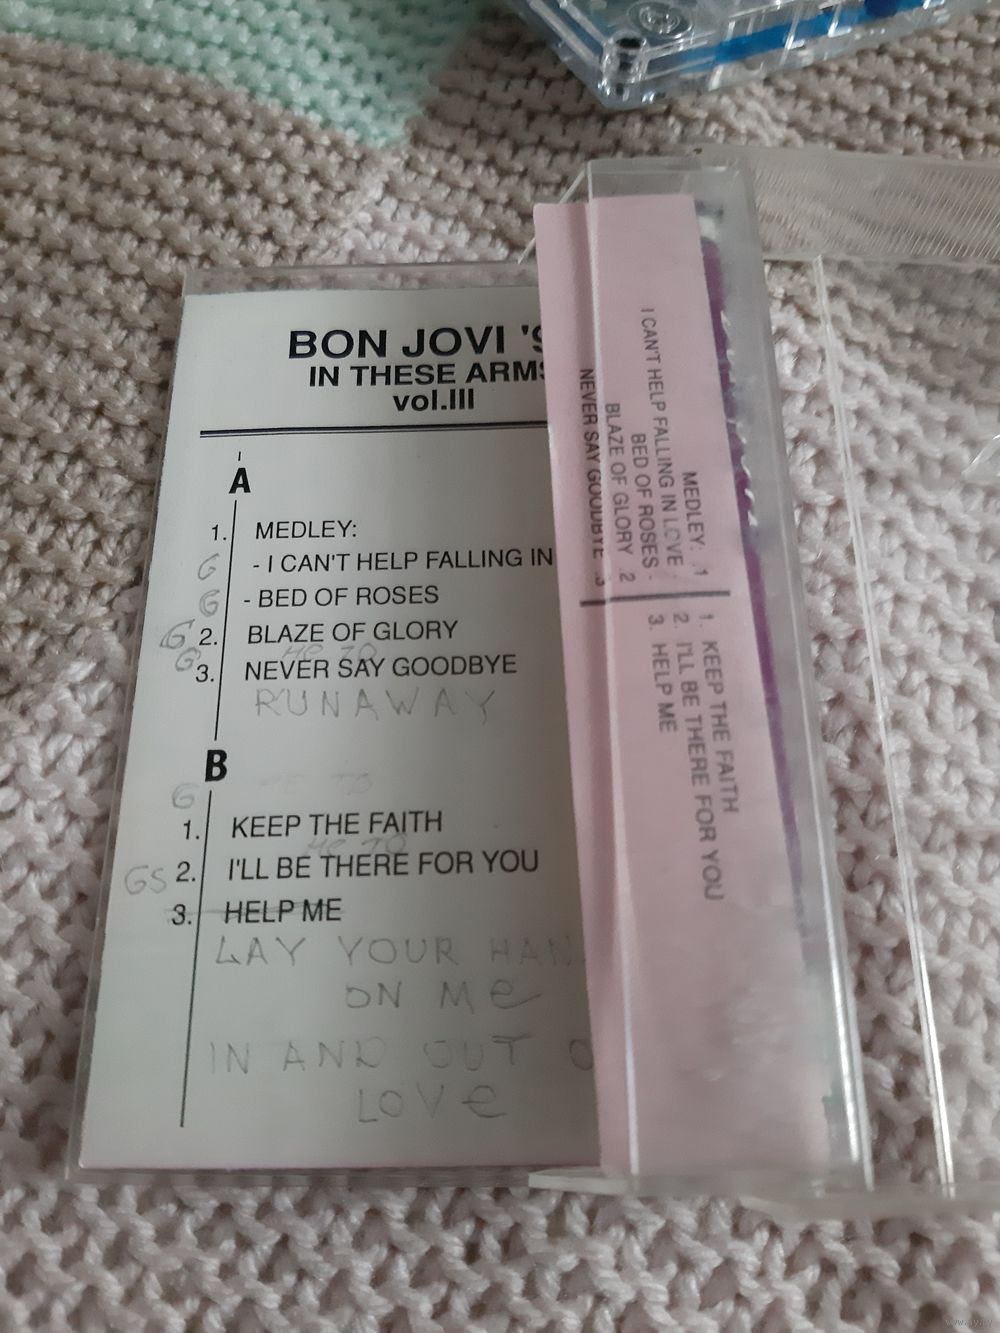 BON JOVI '9
IN THESE ARMS
vol.III
A
1. MEDLEY:
- I CAN'T HELP FALLING IN
G
- BED OF ROSES
G
G 2. BLAZE OF GLORY
G 3. NEVER SAY GOODBYE
RUNAWAY
B
G
1. KEEP THE FAITH
GS 2. I'LL BE THERE FOR YOU
3. HELP ME
LAY YOUR HAN
ON Me
IN AND OUT O
LOVe
MEDLEY: .1
I CAN'T HELP FALLING IN LOVE -
BED OF ROSES -
BLAZE OF GLORY .2
NEVER SAY GOODBYE .3
1. KEEP THE FAITH
2. I'LL BE THERE FOR YOU
3. HELP ME